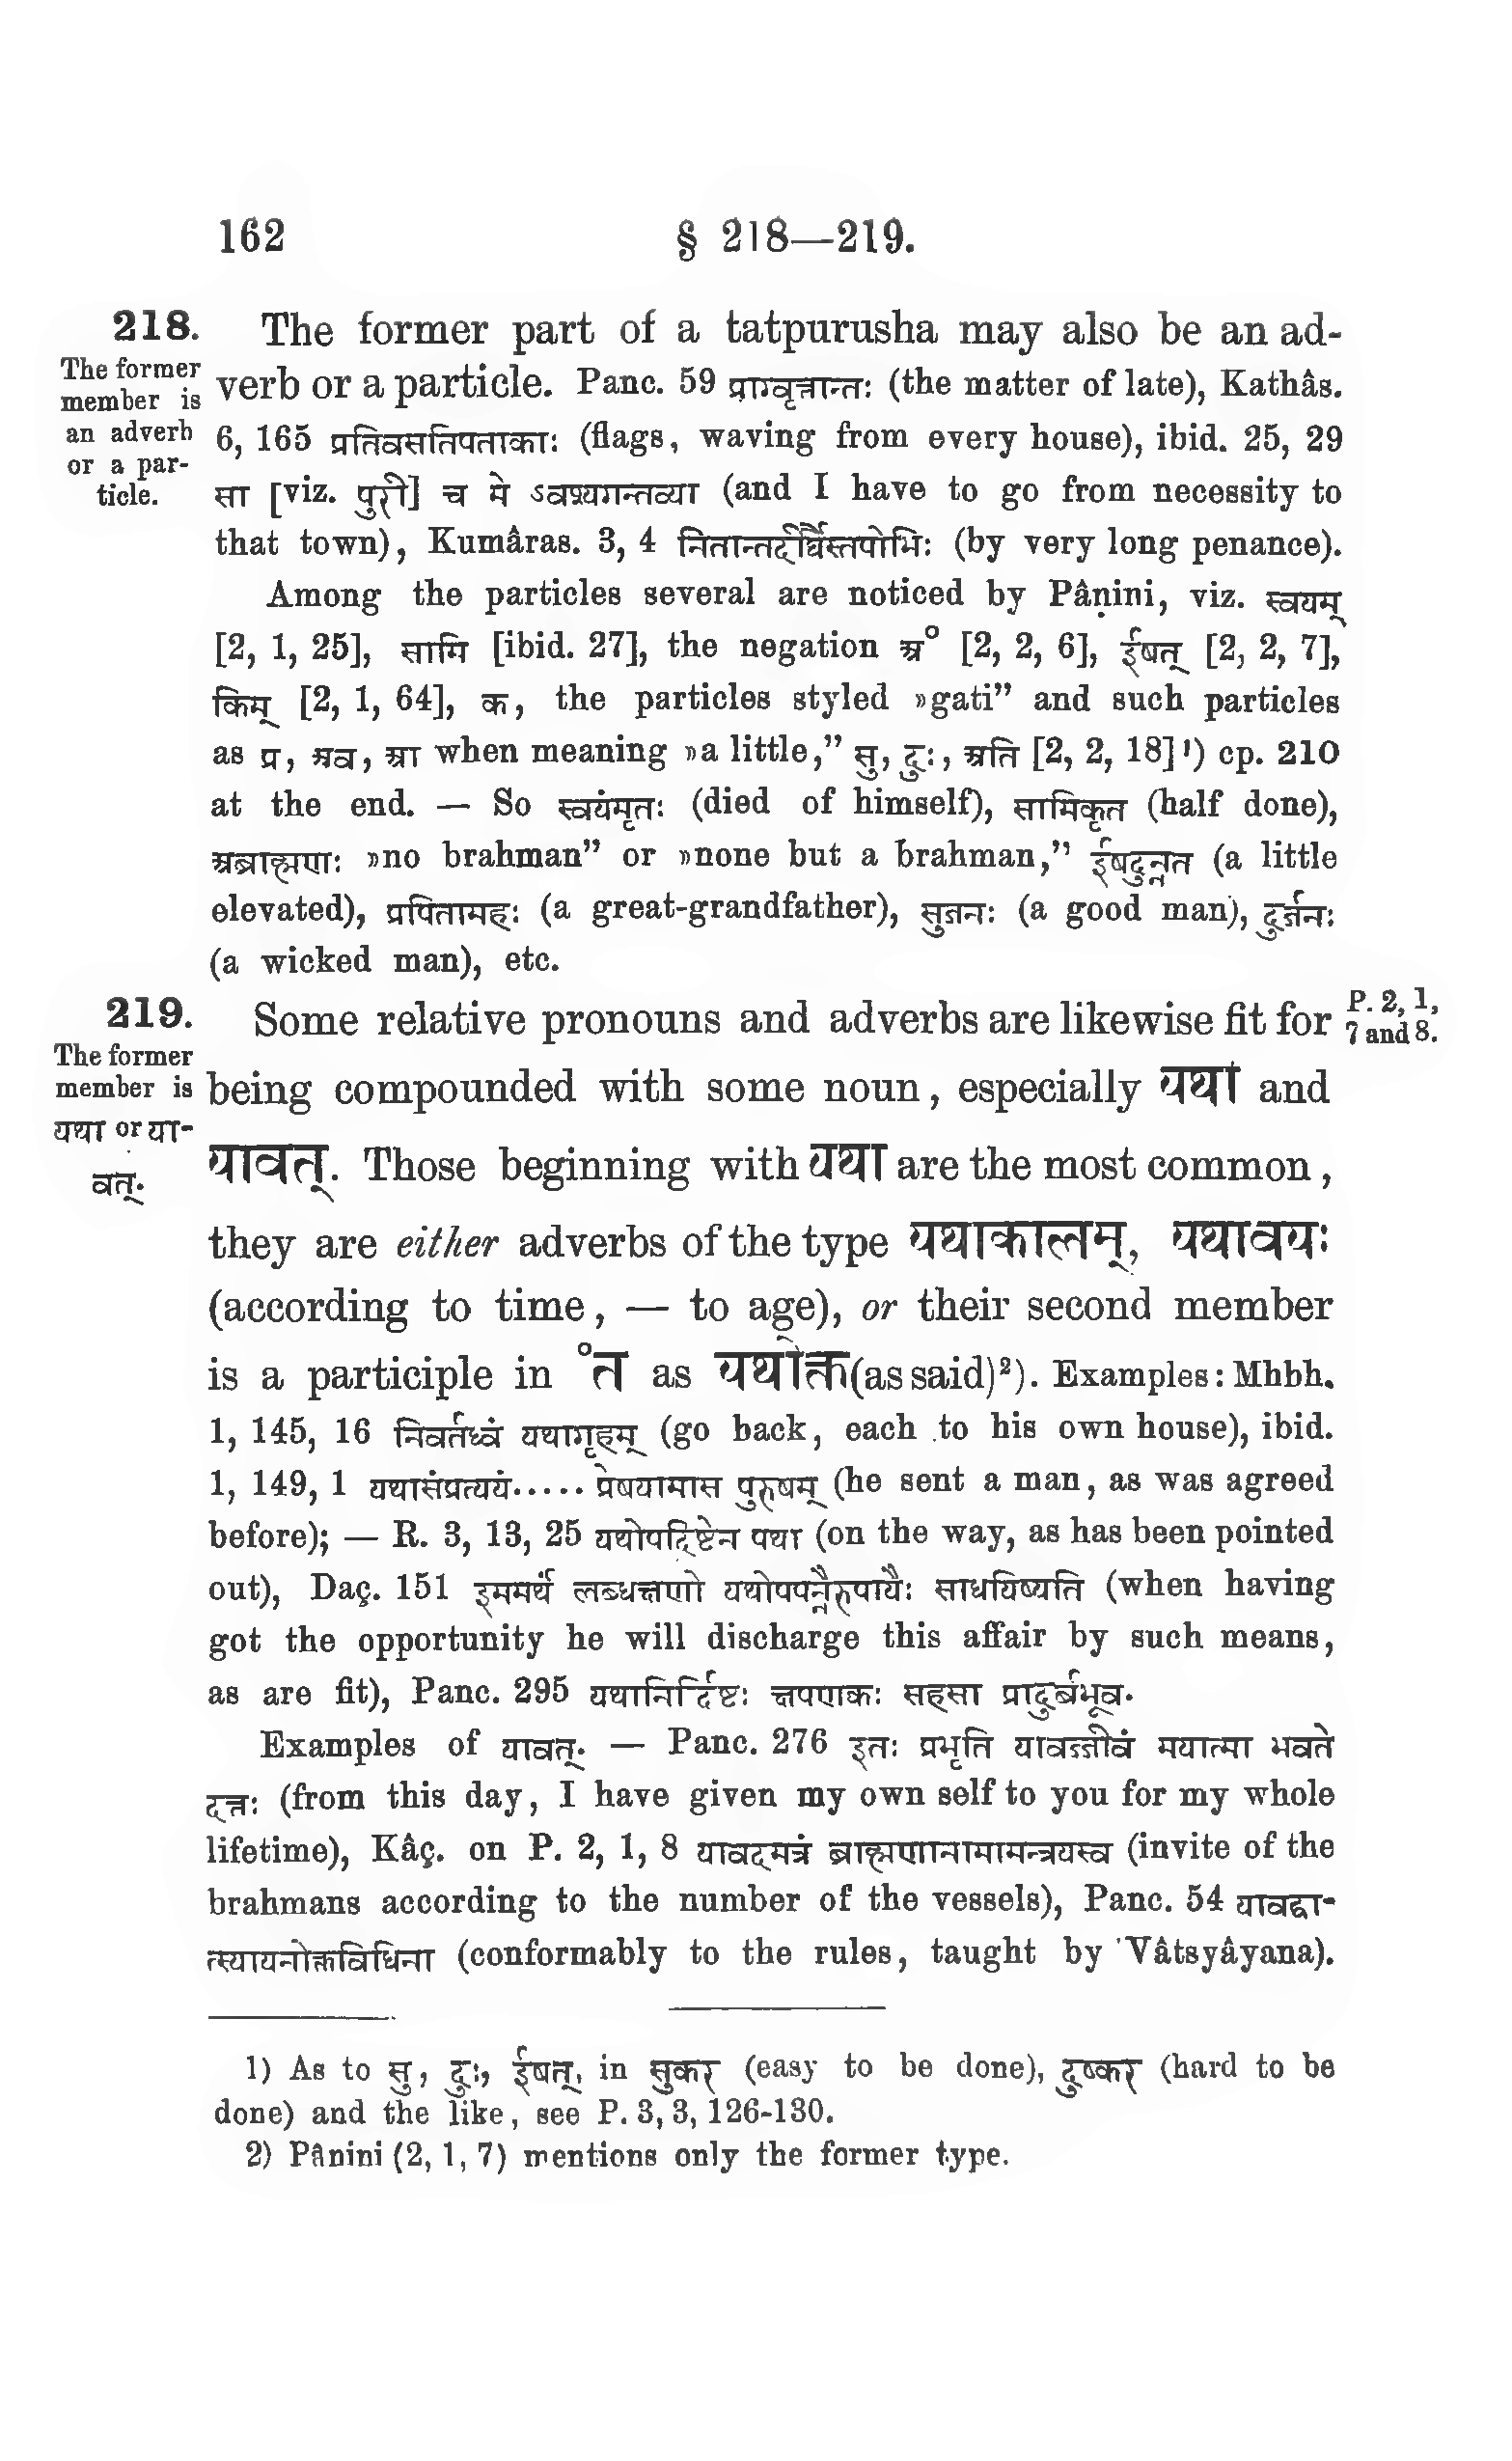 162 § 218—219.
218. The former part of a tatpurusha may also be an ad-
The former member is an adverb or a par-ticle.
verb or a particle. Panc. 59 प्राग्वृत्तान्तः (the matter of late), Kathâs.
6, 165 प्रतिवसतिपताकाः (flags, waving from every house), ibid. 25, 29
सा [viz. पुरी] च मे ऽवश्यगन्तव्या (and I have to go from necessity to
that town), Kumâras. 3, 4 नितान्तदीर्घैस्तपोभिः (by very long penance).
Among the particles several are noticed by Pâṇini, viz. स्वयम्
[2, 1, 25], सामि [ibid. 27], the negation अ° [2, 2, 6], ईषत् [2, 2, 7],
किम् [2, 1, 64], क, the particles styled »gati” and such particles
as प्र, अव, आ when meaning »a little,” सु, दुः, अति [2, 2, 18] ¹) cp. 210
at the end. — So स्वयंमृतः (died of himself), सामिकृत (half done),
अब्राह्मणः »no brahman” or »none but a brahman,” ईषदुन्नत (a little
elevated), प्रपितामहः (a great-grandfather), सुजनः (a good man), दुर्जनः
(a wicked man), etc.
219. Some relative pronouns and adverbs are likewise fit for P. 2, 1, 7 and 8.
The former member is यथा or या-वत्.
being compounded with some noun, especially यथा and
यावत्. Those beginning with यथा are the most common,
they are either adverbs of the type यथाकालम्, यथावयः
(according to time, — to age), or their second member
is a participle in °त as यथोक्त (as said)²). Examples: Mhbh.
1, 145, 16 निवर्तध्वं यथागृहम् (go back, each to his own house), ibid.
1, 149, 1 यथासंप्रत्ययं..... प्रेषयामास पुरुषम् (he sent a man, as was agreed
before); — R. 3, 13, 25 यथोपदिष्टेन पथा (on the way, as has been pointed
out), Daç. 151 इममर्थं लब्धक्षणो यथोपपन्नैरुपायैः साधयिष्यति (when having
got the opportunity he will discharge this affair by such means,
as are fit), Panc. 295 यथानिर्दिष्टः क्षपणकः सहसा प्रादुर्बभूव.
Examples of यावत्. — Panc. 276 इतः प्रभृति यावज्जीवं मयात्मा भवते
दत्तः (from this day, I have given my own self to you for my whole
lifetime), Kâç. on P. 2, 1, 8 यावदमत्रं ब्राह्मणानामामन्त्रयस्व (invite of the
brahmans according to the number of the vessels), Panc. 54 यावद्वा-
त्स्यायनोक्तविधिना (conformably to the rules, taught by Vâtsyâyana).
1) As to सु, दुः, ईषत्, in सुकर (easy to be done), दुष्कर (hard to be
done) and the like, see P. 3, 3, 126-130.
2) Pânini (2, 1, 7) mentions only the former type.